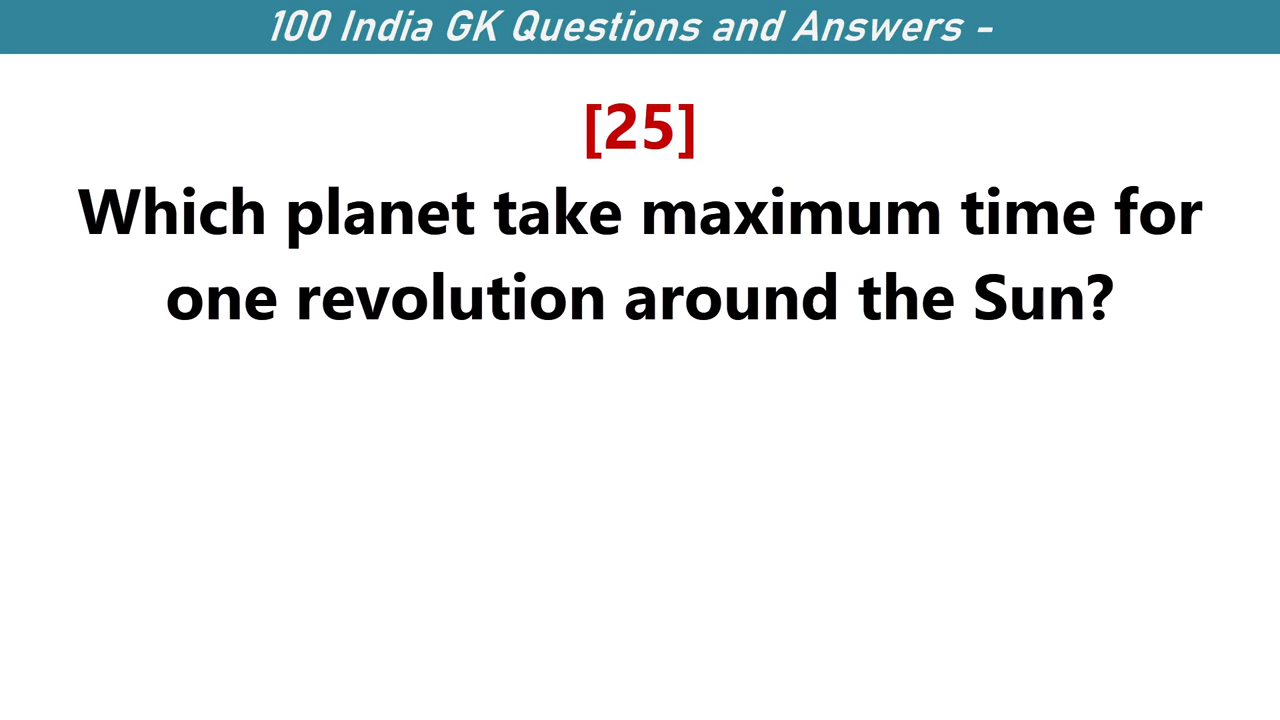 100 India GK Questions and Answers -
[25]
Which planet take maximum time for
one revolution around the Sun?